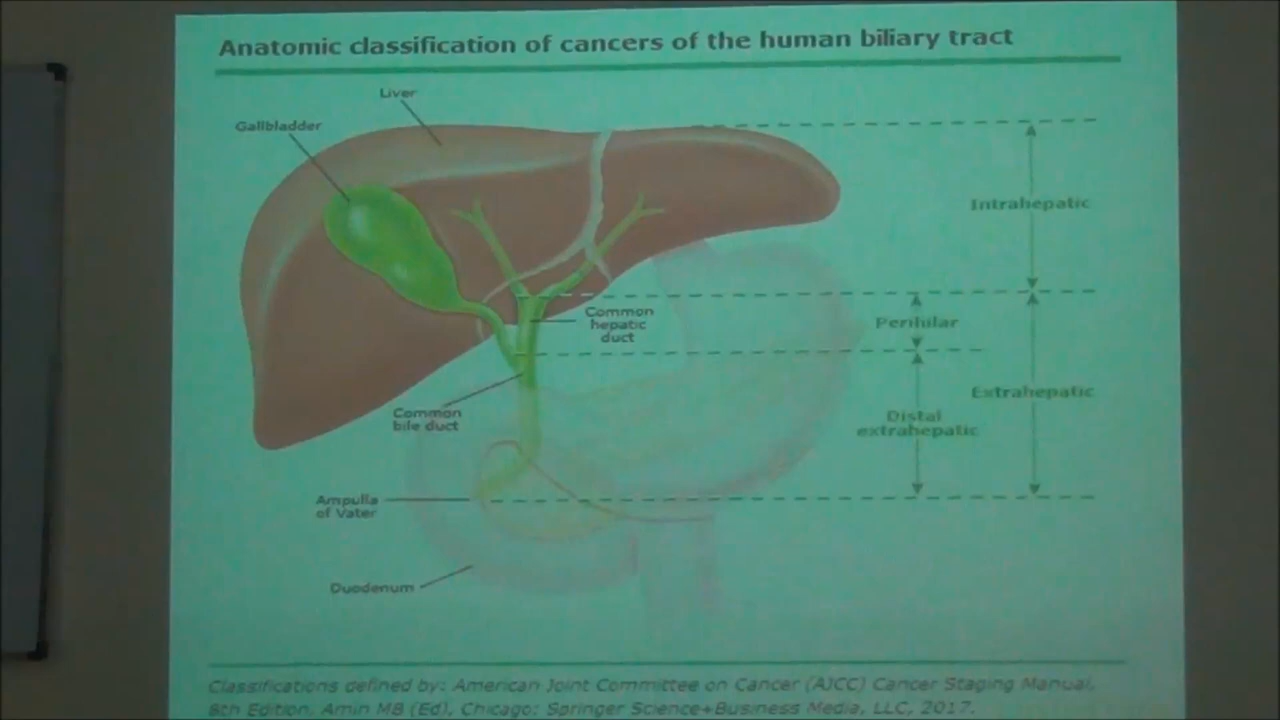 Anatomic classification of cancers of the human biliary tract
Liver
Gallbladder
Intrahepatic
Common
hepatic
duct
Perihilar
Extrahepatic
Common
bile duct
Distal
extrahepatic
Ampulla
of Vater
Duodenum
Classifications defined by: American Joint Committee on Cancer (AJCC) Cancer Staging Manual,
8th Edition, Amin MB (Ed), Chicago: Springer Science+Business Media, LLC, 2017.